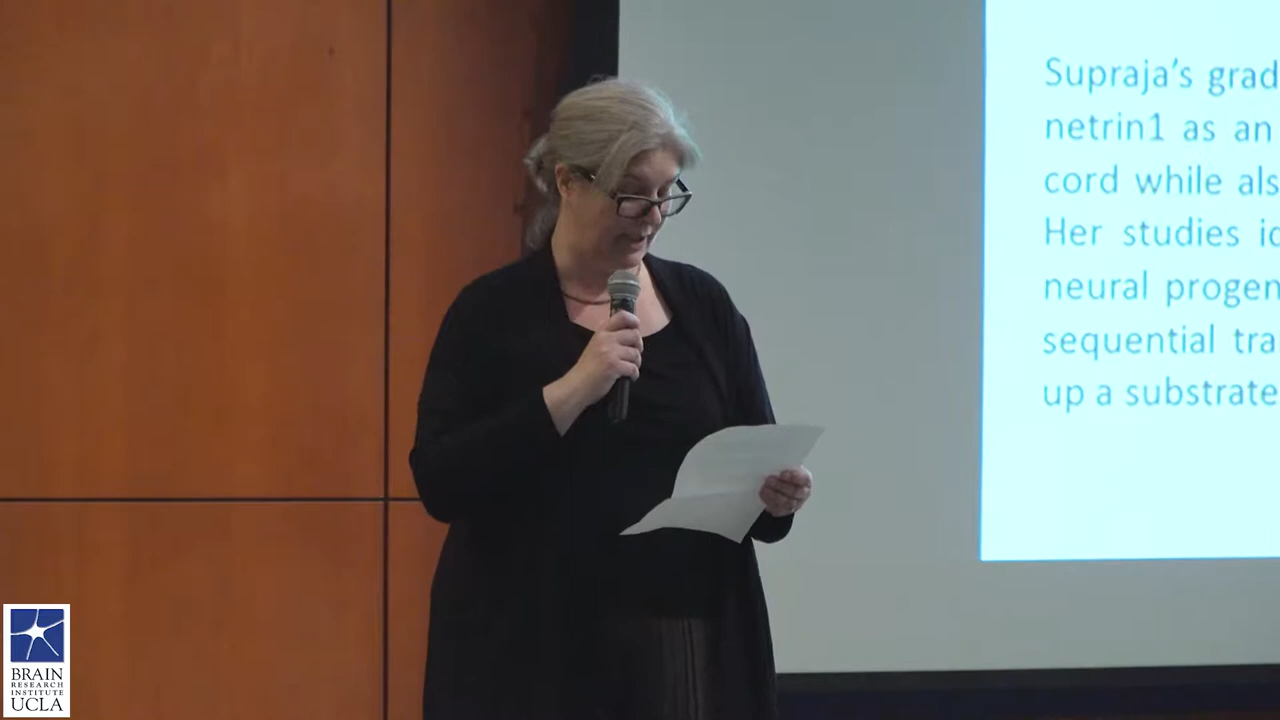 Supraja's grad
netrin1 as an
cord while als
Her studies
neural progen
sequential tra
up a substrate
BRAIN
RESEARCH
INSTITUTE
UCLA